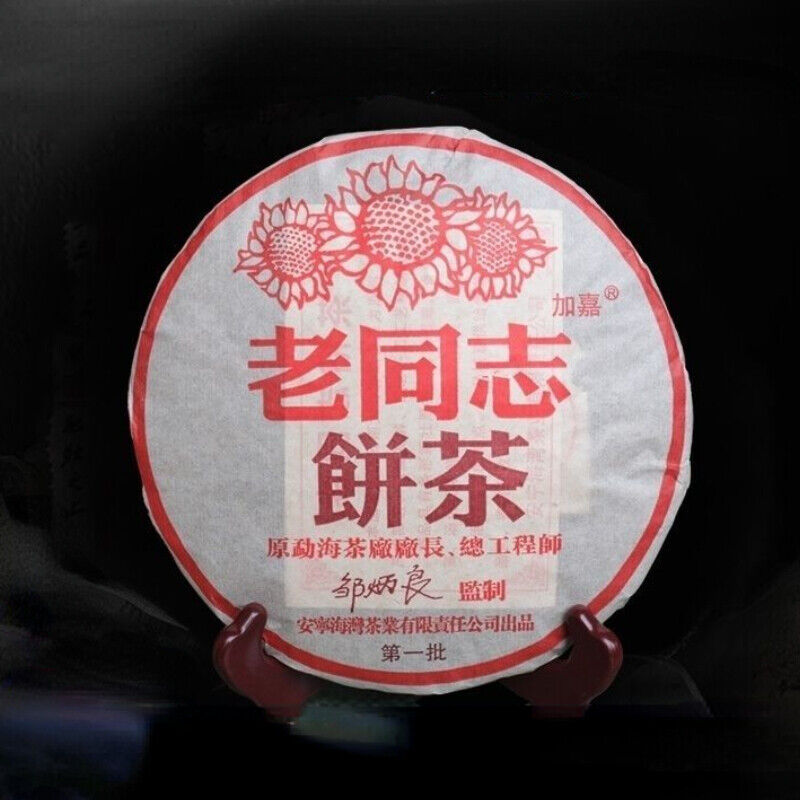 加嘉®
老同志
餅茶
原勐海茶廠廠長、總工程師
邹炳良 監制
安寧海灣茶業有限責任公司出品
第一批